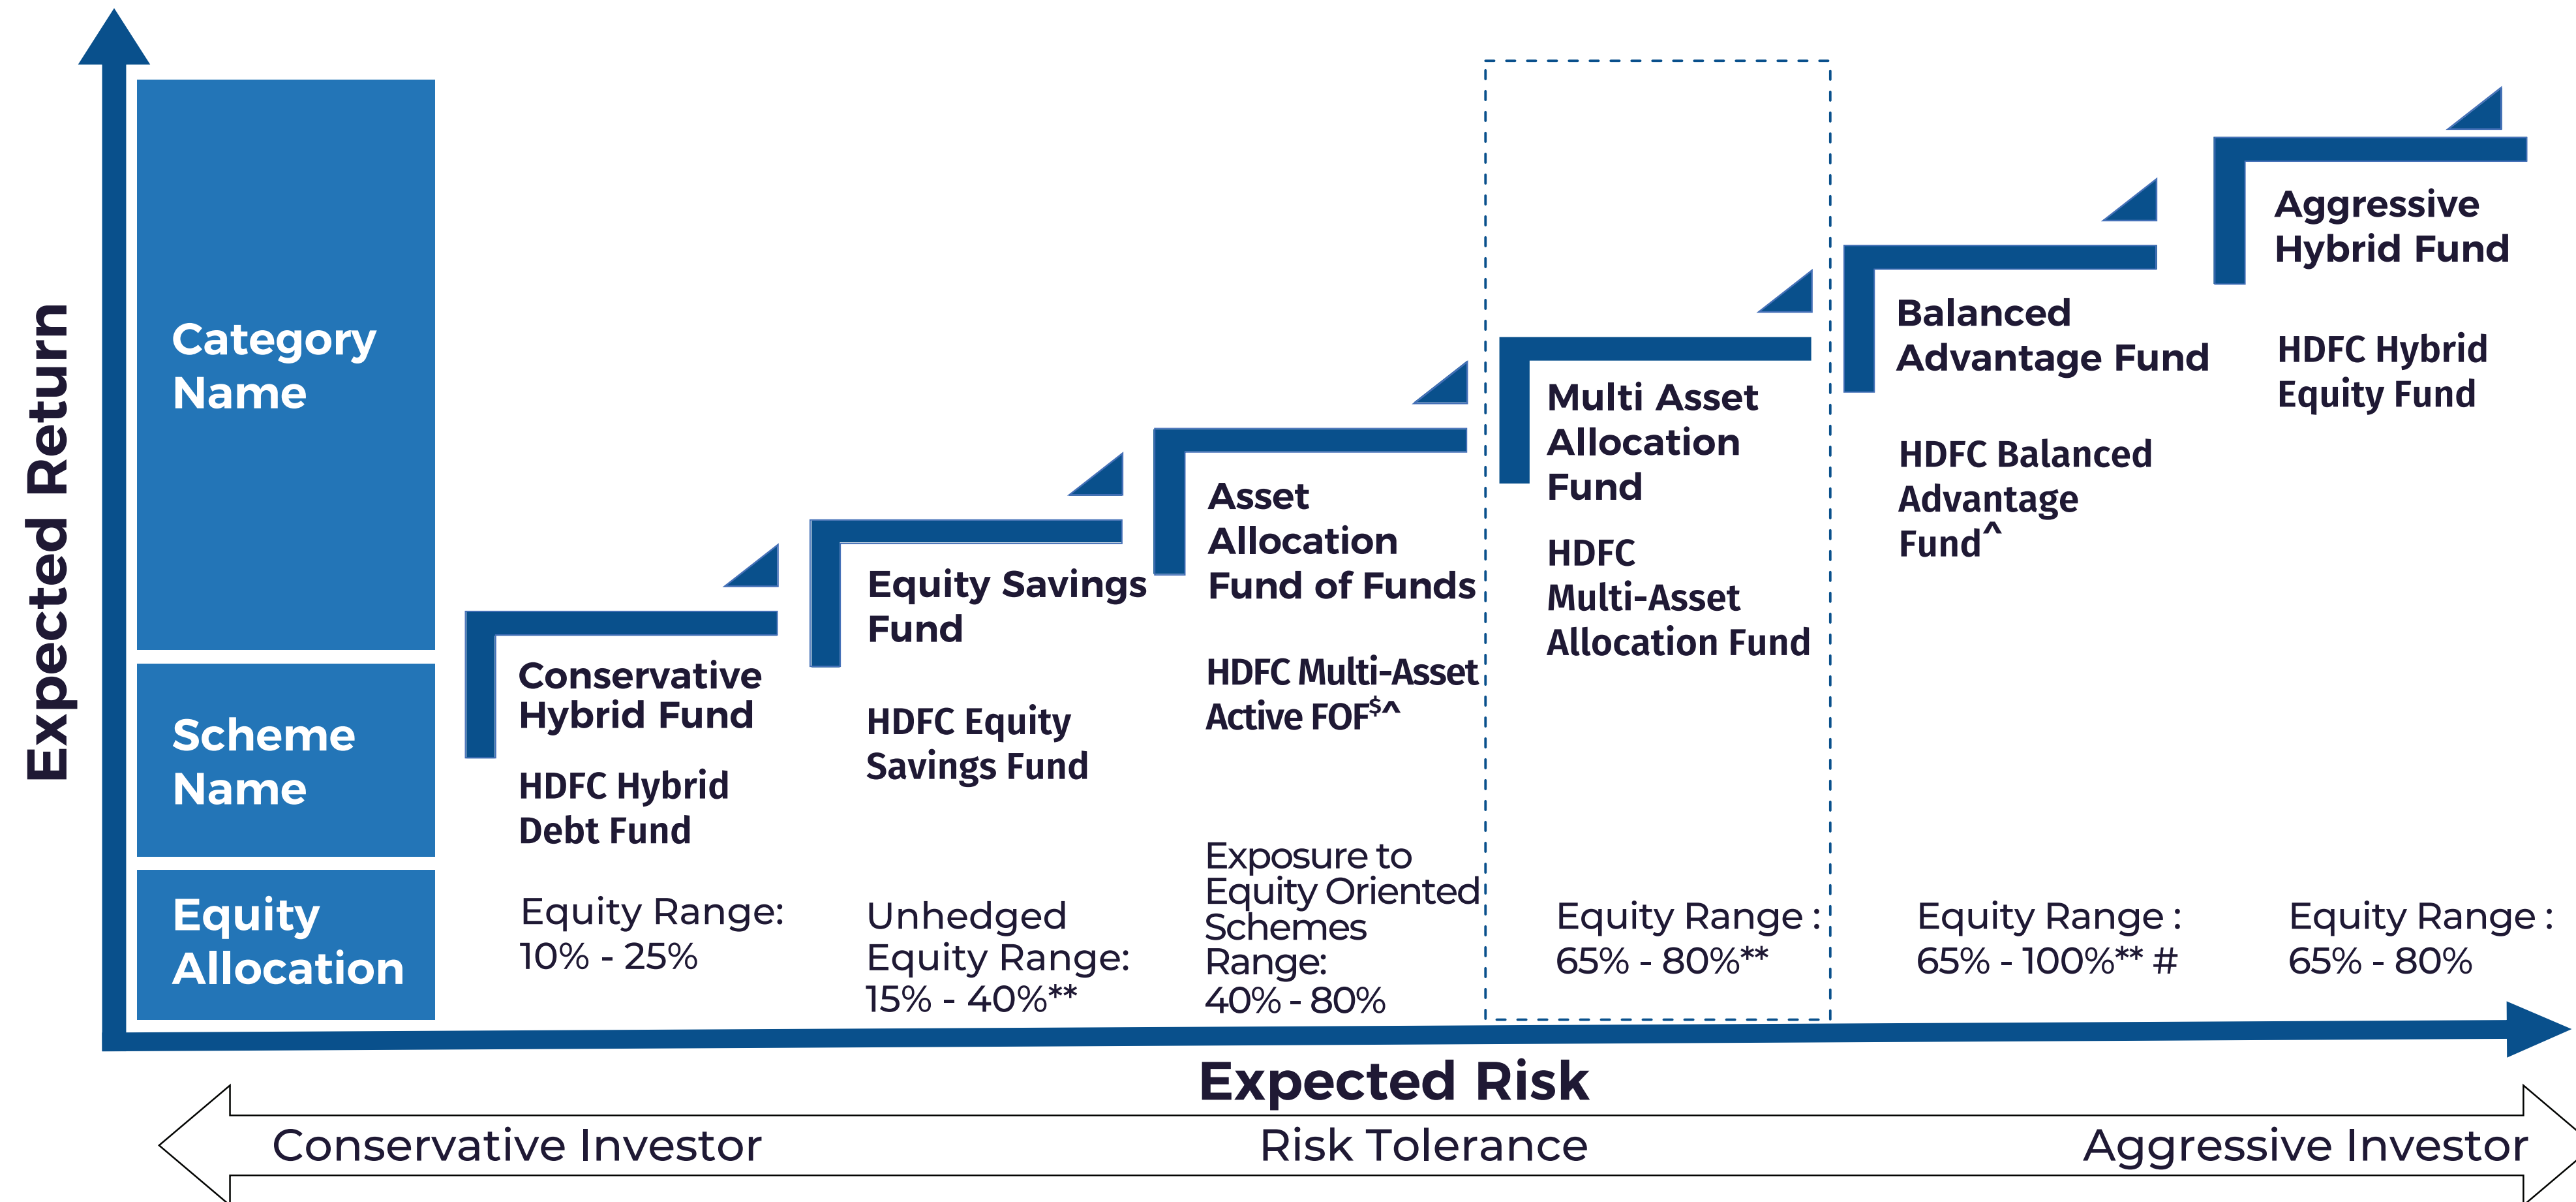 Expected Return
Category
Name
Scheme
Name
Equity
Allocation
Conservative
Hybrid Fund
HDFC Hybrid
Debt Fund
Equity Range:
10% - 25%
Equity Savings
Fund
HDFC Equity
Savings Fund
Unhedged
Equity Range:
15% - 40%**
Asset
Allocation
Fund of Funds
HDFC Multi-Asset
Active FOF$^
Exposure to
Equity Oriented
Schemes
Range:
40% - 80%
Multi Asset
Allocation
Fund
HDFC
Multi-Asset
Allocation Fund
Equity Range :
65% - 80%**
Balanced
Advantage Fund
HDFC Balanced
Advantage
Fund^
Equity Range :
65% - 100%** #
Aggressive
Hybrid Fund
HDFC Hybrid
Equity Fund
Equity Range :
65% - 80%
Expected Risk
Conservative Investor
Risk Tolerance
Aggressive Investor